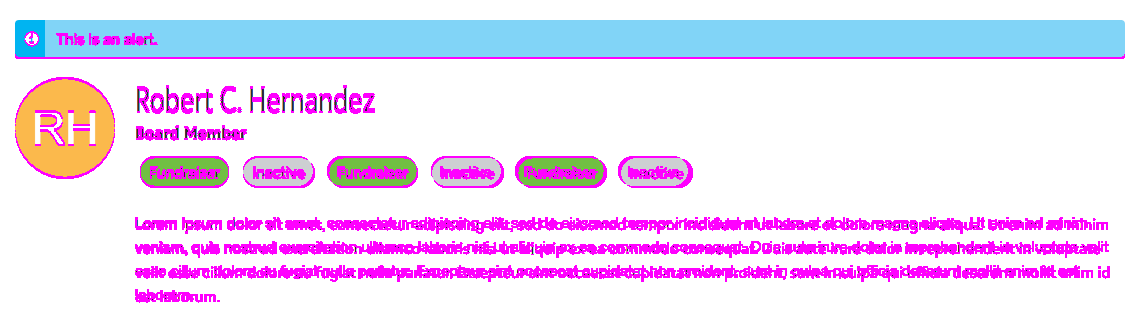 This is an alert.
RH
Robert C. Hernandez
Board Member
Fundraiser Inactive Fundraiser Inactive Fundraiser Inactive
Lorem ipsum dolor sit amet, consectetur adipiscing elit, sed do eiusmod tempor incididunt ut labore et dolore magna aliqua. Ut enim ad minim
veniam, quis nostrud exercitation ullamco laboris nisi ut aliquip ex ea commodo consequat. Duis aute irure dolor in reprehenderit in voluptate velit
esse cillum dolore eu fugiat nulla pariatur. Excepteur sint occaecat cupidatat non proident, sunt in culpa qui officia deserunt mollit anim id
est laborum.